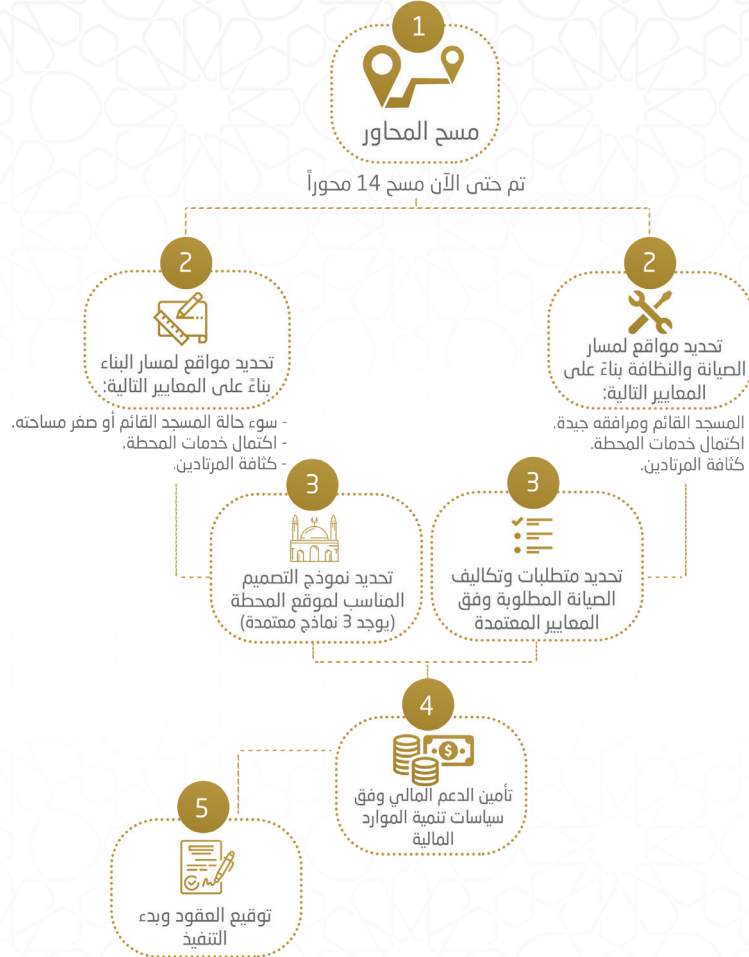 1
مسح المحاور
تم حتى الآن مسح 14 محوراً
2
تحديد مواقع لمسار
الصيانة والنظافة بناءً على
المعايير التالية:
المسجد القائم ومرافقه جيدة.
اكتمال خدمات المحطة.
كثافة المرتادين.
2
تحديد مواقع لمسار البناء
بناءً على المعايير التالية:
- سوء حالة المسجد القائم أو صغر مساحته.
- اكتمال خدمات المحطة.
- كثافة المرتادين.
3
تحديد متطلبات وتكاليف
الصيانة المطلوبة وفق
المعايير المعتمدة
3
تحديد نموذج التصميم
المناسب لموقع المحطة
(يوجد 3 نماذج معتمدة)
4
تأمين الدعم المالي وفق
سياسات تنمية الموارد
المالية
5
توقيع العقود وبدء
التنفيذ